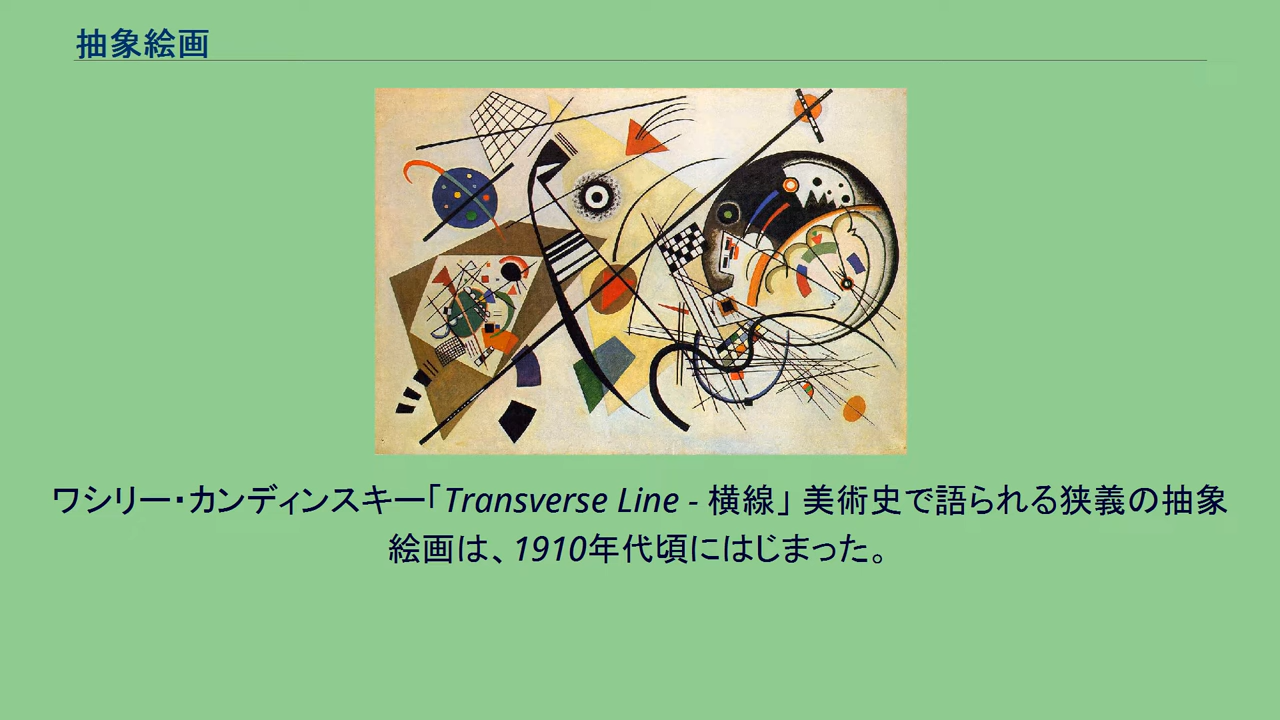 抽象絵画
ワシリー・カンディンスキー「Transverse Line - 横線」 美術史で語られる狭義の抽象
絵画は、1910年代頃にはじまった。